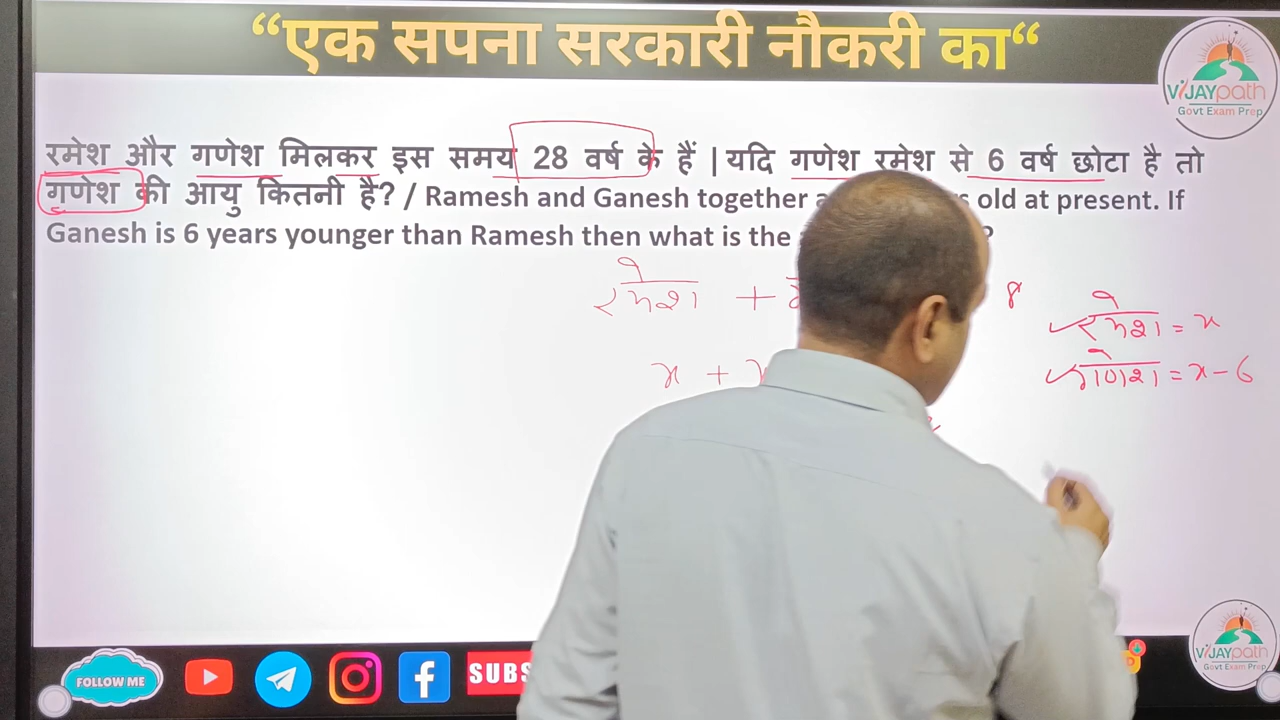 “एक सपना सरकारी नौकरी का“
VIJAYpath
Govt Exam Prep
रमेश और गणेश मिलकर इस समय 28 वर्ष के हैं | यदि गणेश रमेश से 6 वर्ष छोटा है तो
गणेश की आयु कितनी है? / Ramesh and Ganesh together old at present. If
Ganesh is 6 years younger than Ramesh then what is the ?
रमेश + 8
रमेश = x
x +
गणेश = x - 6
FOLLOW ME
SUBS
VIJAYpath
Govt Exam Prep